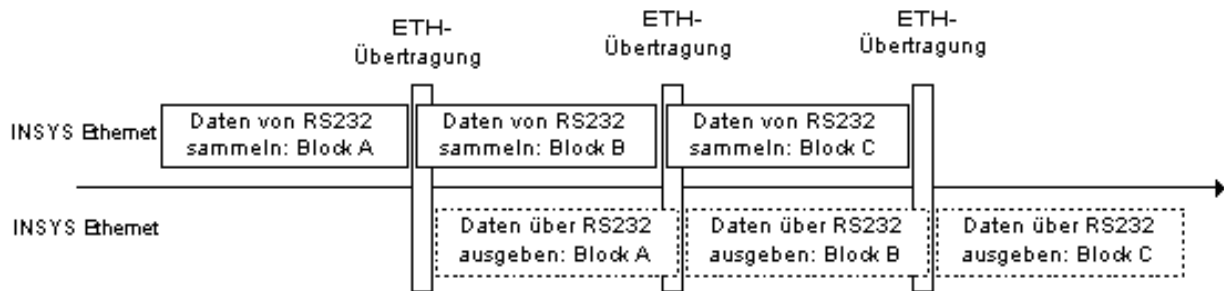 ETH-
Übertragung
ETH-
Übertragung
ETH-
Übertragung
INSYS Ethernet
Daten von RS232
sammeln: Block A
Daten von RS232
sammeln: Block B
Daten von RS232
sammeln: Block C
INSYS Ethernet
Daten über RS232
ausgeben: Block A
Daten über RS232
ausgeben: Block B
Daten über RS232
ausgeben: Block C